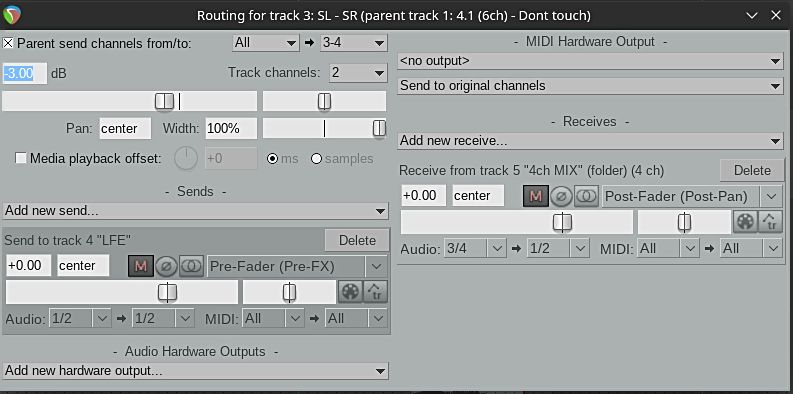 Routing for track 3: SL - SR (parent track 1: 4.1 (6ch) - Dont touch)
Parent send channels from/to: All 3-4
-3.00 dB Track channels: 2
Pan: center Width: 100%
Media playback offset: +0 ms samples
- Sends -
Add new send...
Send to track 4 "LFE" Delete
+0.00 center M Pre-Fader (Pre-FX)
tr
Audio: 1/2 1/2 MIDI: All All
- Audio Hardware Outputs -
Add new hardware output...
- MIDI Hardware Output -
<no output>
Send to original channels
- Receives -
Add new receive...
Receive from track 5 "4ch MIX" (folder) (4 ch) Delete
+0.00 center M Post-Fader (Post-Pan)
tr
Audio: 3/4 1/2 MIDI: All All